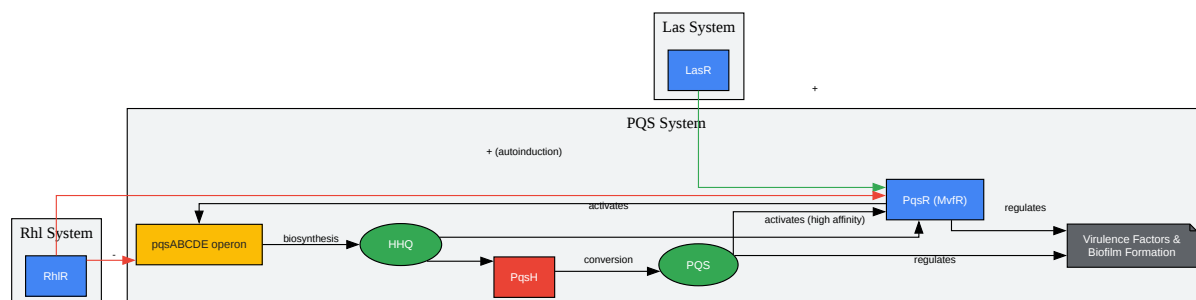 Las System
LasR
+
PQS System
+ (autoinduction)
PqsR (MvfR)
activates
regulates
activates (high affinity)
Rhl System
RhlR
-
pqsABCDE operon
biosynthesis
HHQ
PqsH
conversion
PQS
regulates
Virulence Factors &
Biofilm Formation